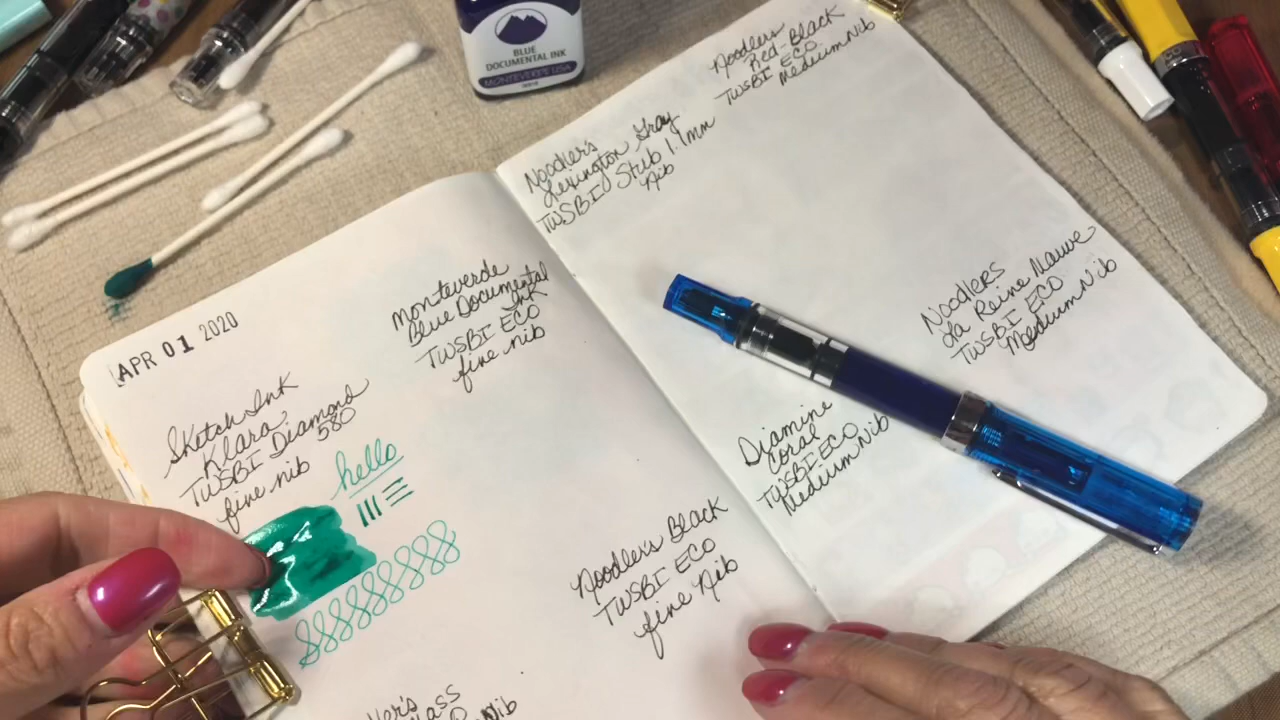 BLUE
DOCUMENTAL INK
MONTEVERDE USA
APR 01 2020
Sketch Ink
Klara
TWSBI Diamond
580
fine nib
hello
Monteverde
Blue Documental
Ink
TWSBI ECO
fine nib
Noodlers Black
TWSBI ECO
fine Nib
Nib
Noodler's
Lexington Gray
TWSBI Stub 1.1mm
Nib
Noodlers
Red-Black
TWSBI ECO
Medium Nib
Noodlers
La Reine Mauve
TWSBI ECO
Medium Nib
Diamine
Coral
TWSBI ECO
Medium Nib